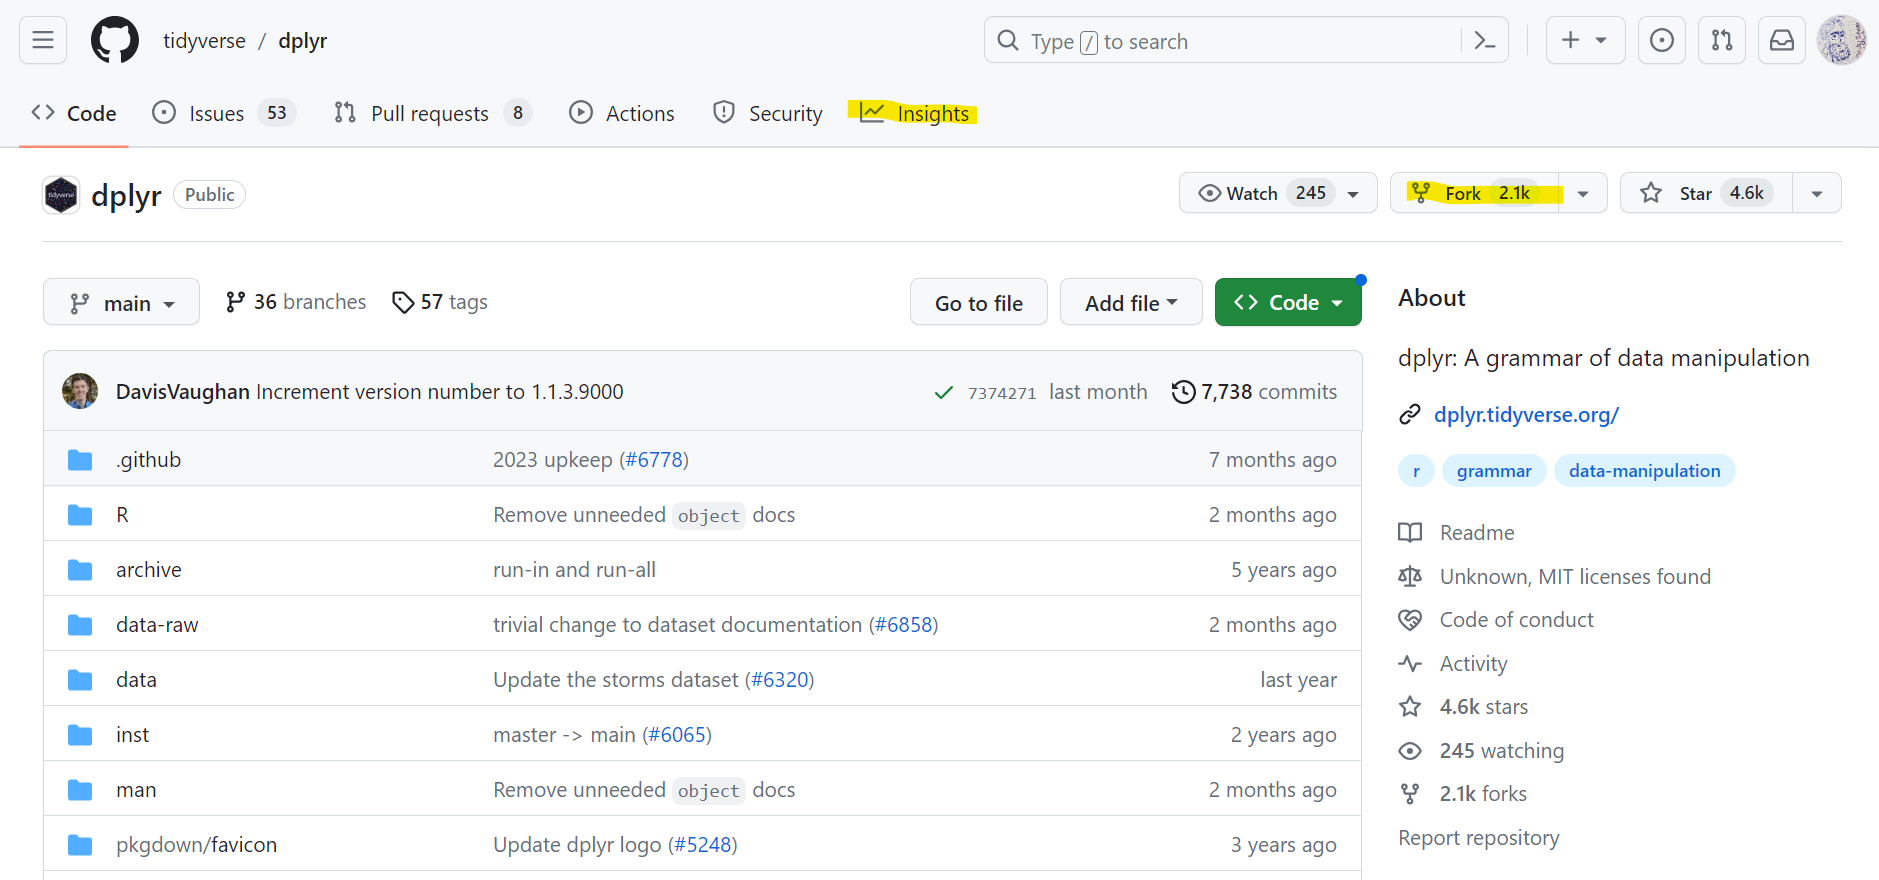 tidyverse / dplyr
Type / to search
Code
Issues 53
Pull requests 8
Actions
Security
Insights
tidyverse
dplyr Public
Watch 245
Fork 2.1k
Star 4.6k
main
36 branches
57 tags
Go to file
Add file
Code
DavisVaughan Increment version number to 1.1.3.9000 7374271 last month 7,738 commits
.github 2023 upkeep (#6778) 7 months ago
R Remove unneeded object docs 2 months ago
archive run-in and run-all 5 years ago
data-raw trivial change to dataset documentation (#6858) 2 months ago
data Update the storms dataset (#6320) last year
inst master -> main (#6065) 2 years ago
man Remove unneeded object docs 2 months ago
pkgdown/favicon Update dplyr logo (#5248) 3 years ago
About
dplyr: A grammar of data manipulation
dplyr.tidyverse.org/
r grammar data-manipulation
Readme
Unknown, MIT licenses found
Code of conduct
Activity
4.6k stars
245 watching
2.1k forks
Report repository